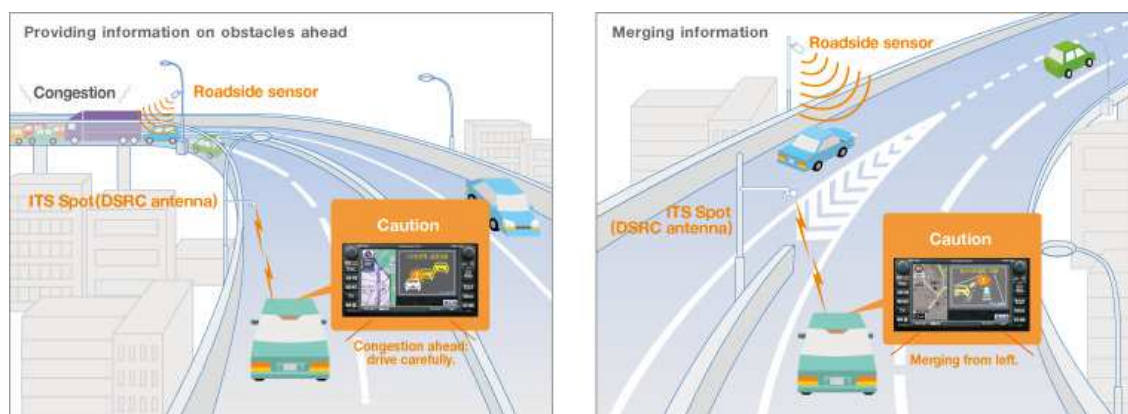 Providing information on obstacles ahead
Congestion
Roadside sensor
ITS Spot(DSRC antenna)
Caution
Congestion ahead:
drive carefully.
Merging information
Roadside sensor
ITS Spot
(DSRC antenna)
Caution
Merging from left.